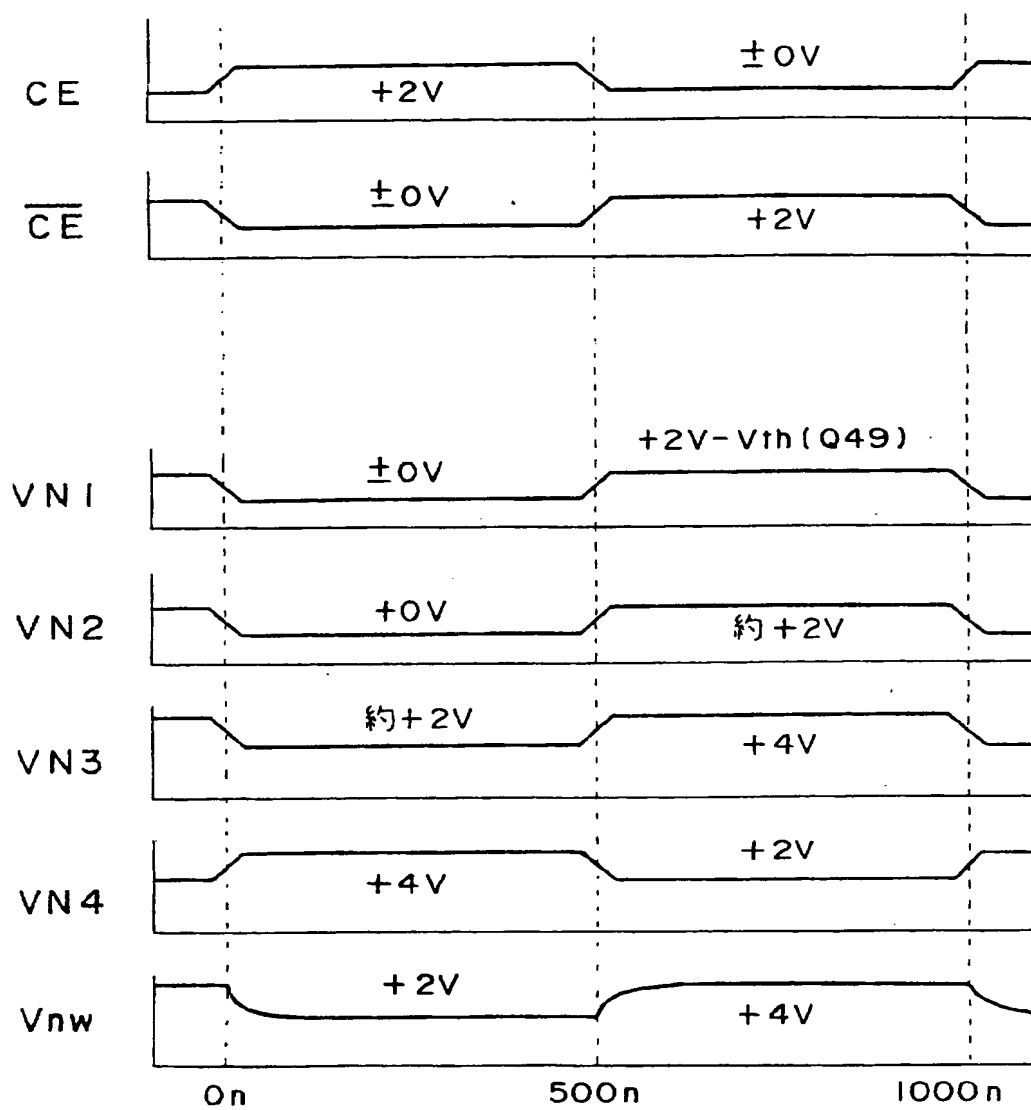 CE
+2V
±0V
C̅E̅
±0V
+2V
VN1
±0V
+2V-Vth(Q49)
VN2
+0V
約+2V
VN3
約+2V
+4V
VN4
+4V
+2V
Vnw
+2V
+4V
0n
500n
1000n